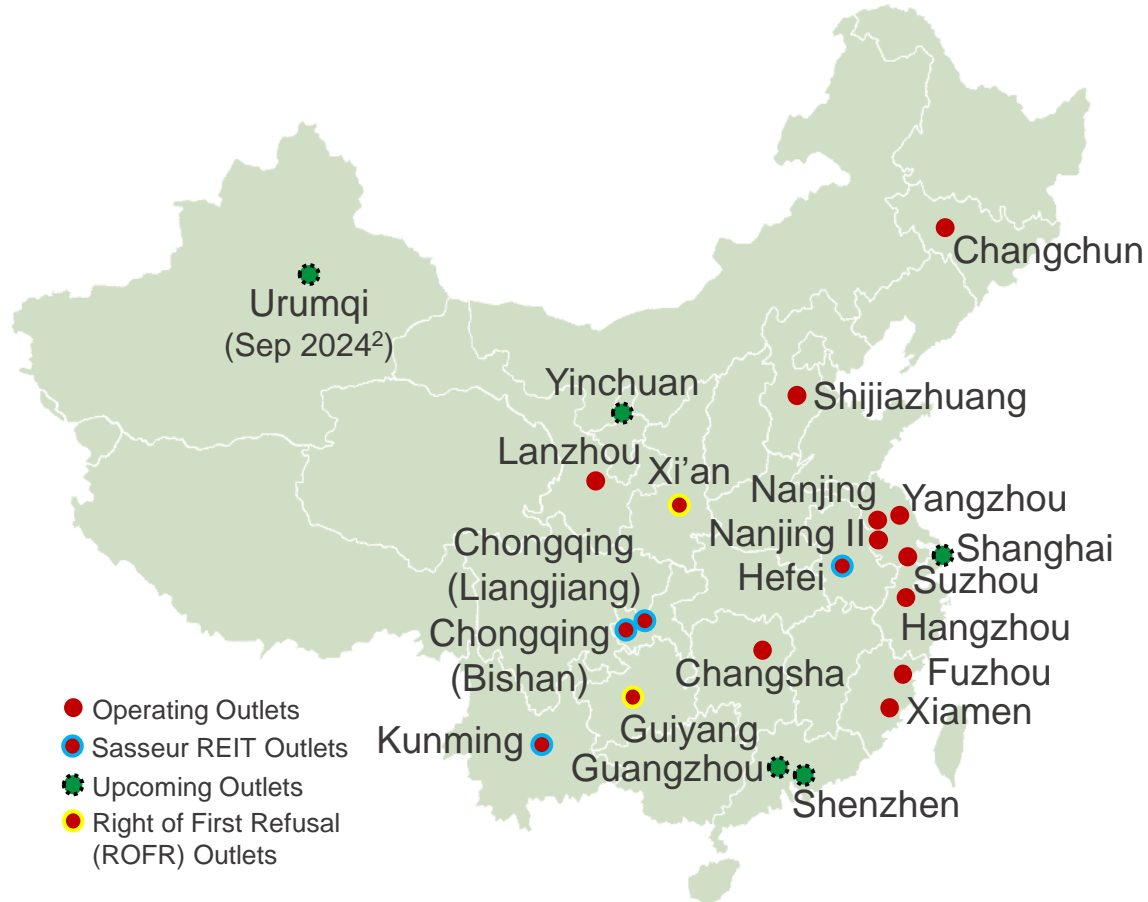 Changchun
Urumqi
(Sep 2024²)
Yinchuan
Shijiazhuang
Lanzhou
Xi’an
Nanjing
Yangzhou
Nanjing II
Shanghai
Chongqing
(Liangjiang)
Hefei
Suzhou
Hangzhou
Chongqing
(Bishan)
Changsha
Fuzhou
Xiamen
Guiyang
Kunming
Guangzhou
Shenzhen
Operating Outlets
Sasseur REIT Outlets
Upcoming Outlets
Right of First Refusal
(ROFR) Outlets